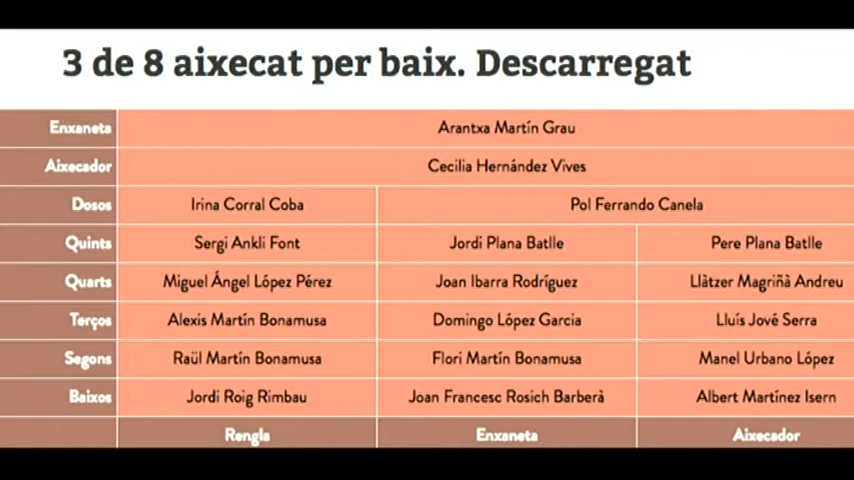 3 de 8 aixecat per baix. Descarregat
Enxaneta Arantxa Martín Grau
Aixecador Cecilia Hernández Vives
Dosos Irina Corral Coba Pol Ferrando Canela
Quints Sergi Ankli Font Jordi Plana Batlle Pere Plana Batlle
Quarts Miguel Ángel López Pérez Joan Ibarra Rodríguez Llàtzer Magriñà Andreu
Terços Alexis Martín Bonamusa Domingo López Garcia Lluís Jové Serra
Segons Raül Martín Bonamusa Flori Martín Bonamusa Manel Urbano López
Baixos Jordi Roig Rimbau Joan Francesc Rosich Barberà Albert Martínez Isern
Rengla Enxaneta Aixecador